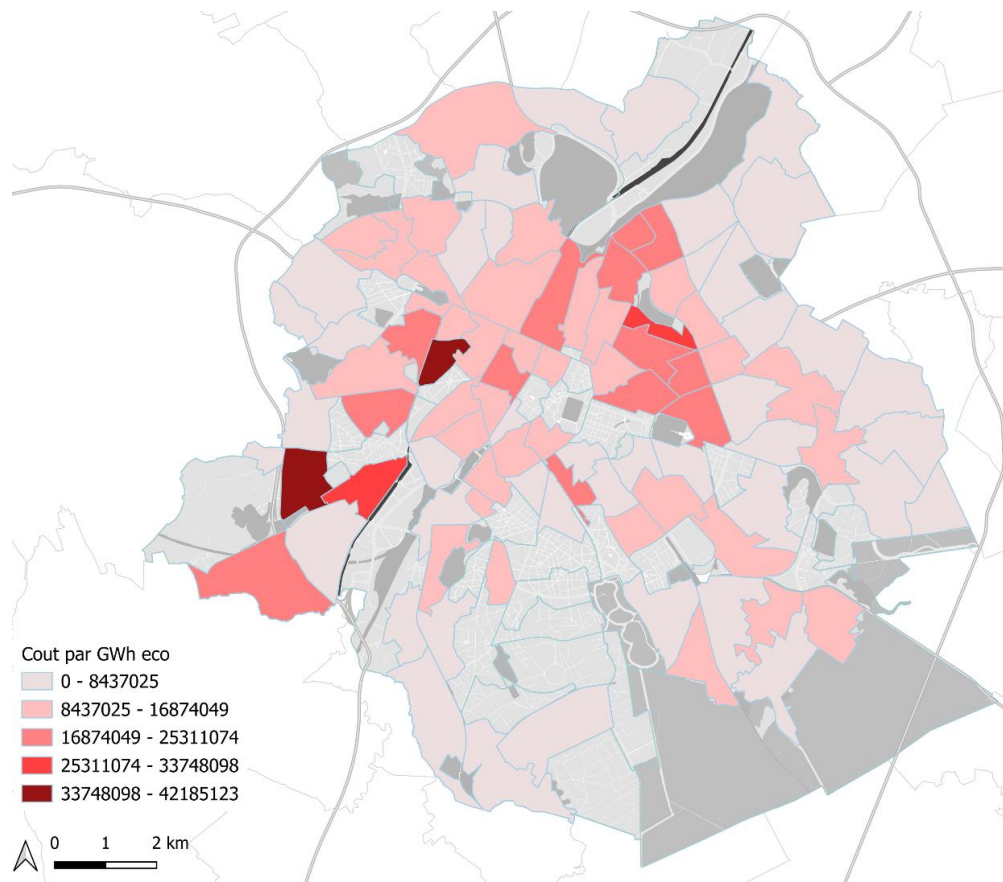 Cout par GWh eco
0 - 8437025
8437025 - 16874049
16874049 - 25311074
25311074 - 33748098
33748098 - 42185123
0 1 2 km